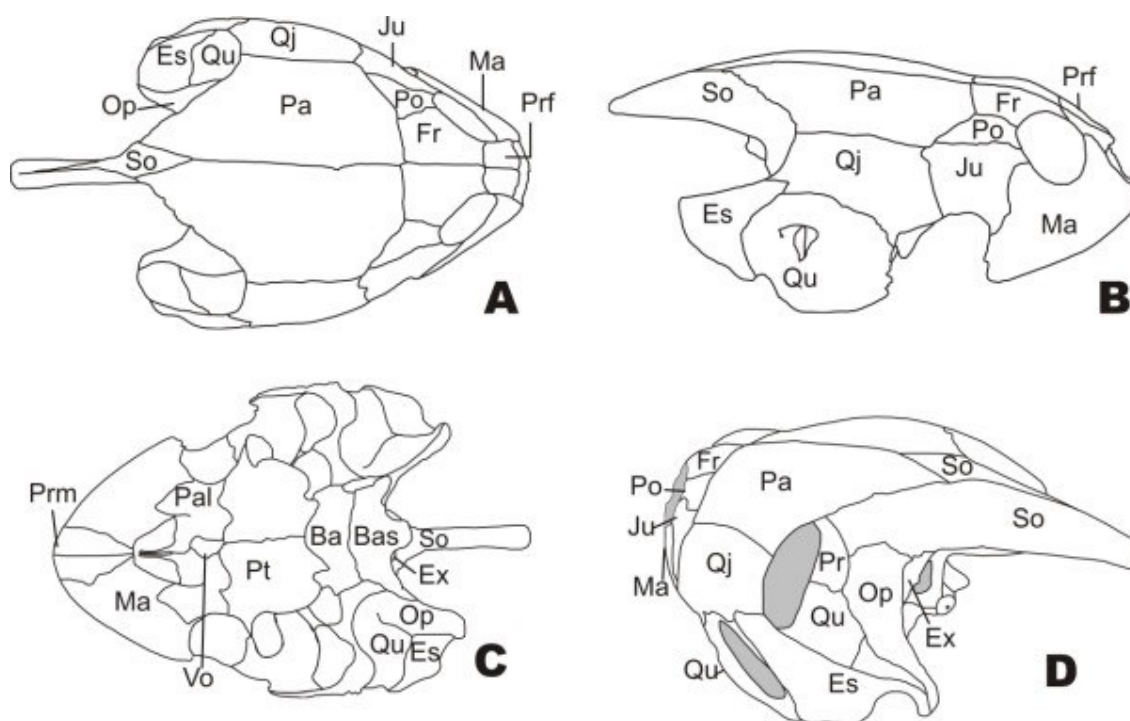 Es
Qu
Qj
Ju
Ma
Op
Pa
Po
Prf
Fr
So
A
So
Pa
Fr
Prf
Po
Qj
Ju
Es
Ma
Qu
B
Prm
Pal
Ba
Bas
So
Pt
Ex
Ma
Op
Qu
Es
Vo
C
Fr
So
Po
Pa
So
Ju
Qj
Pr
Ma
Op
Qu
Ex
Qu
Es
D